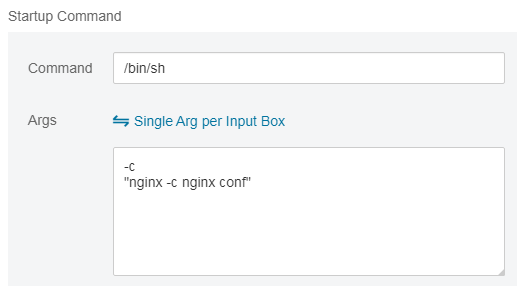 Startup Command
Command /bin/sh
Args Single Arg per Input Box
-c
"nginx -c nginx conf"